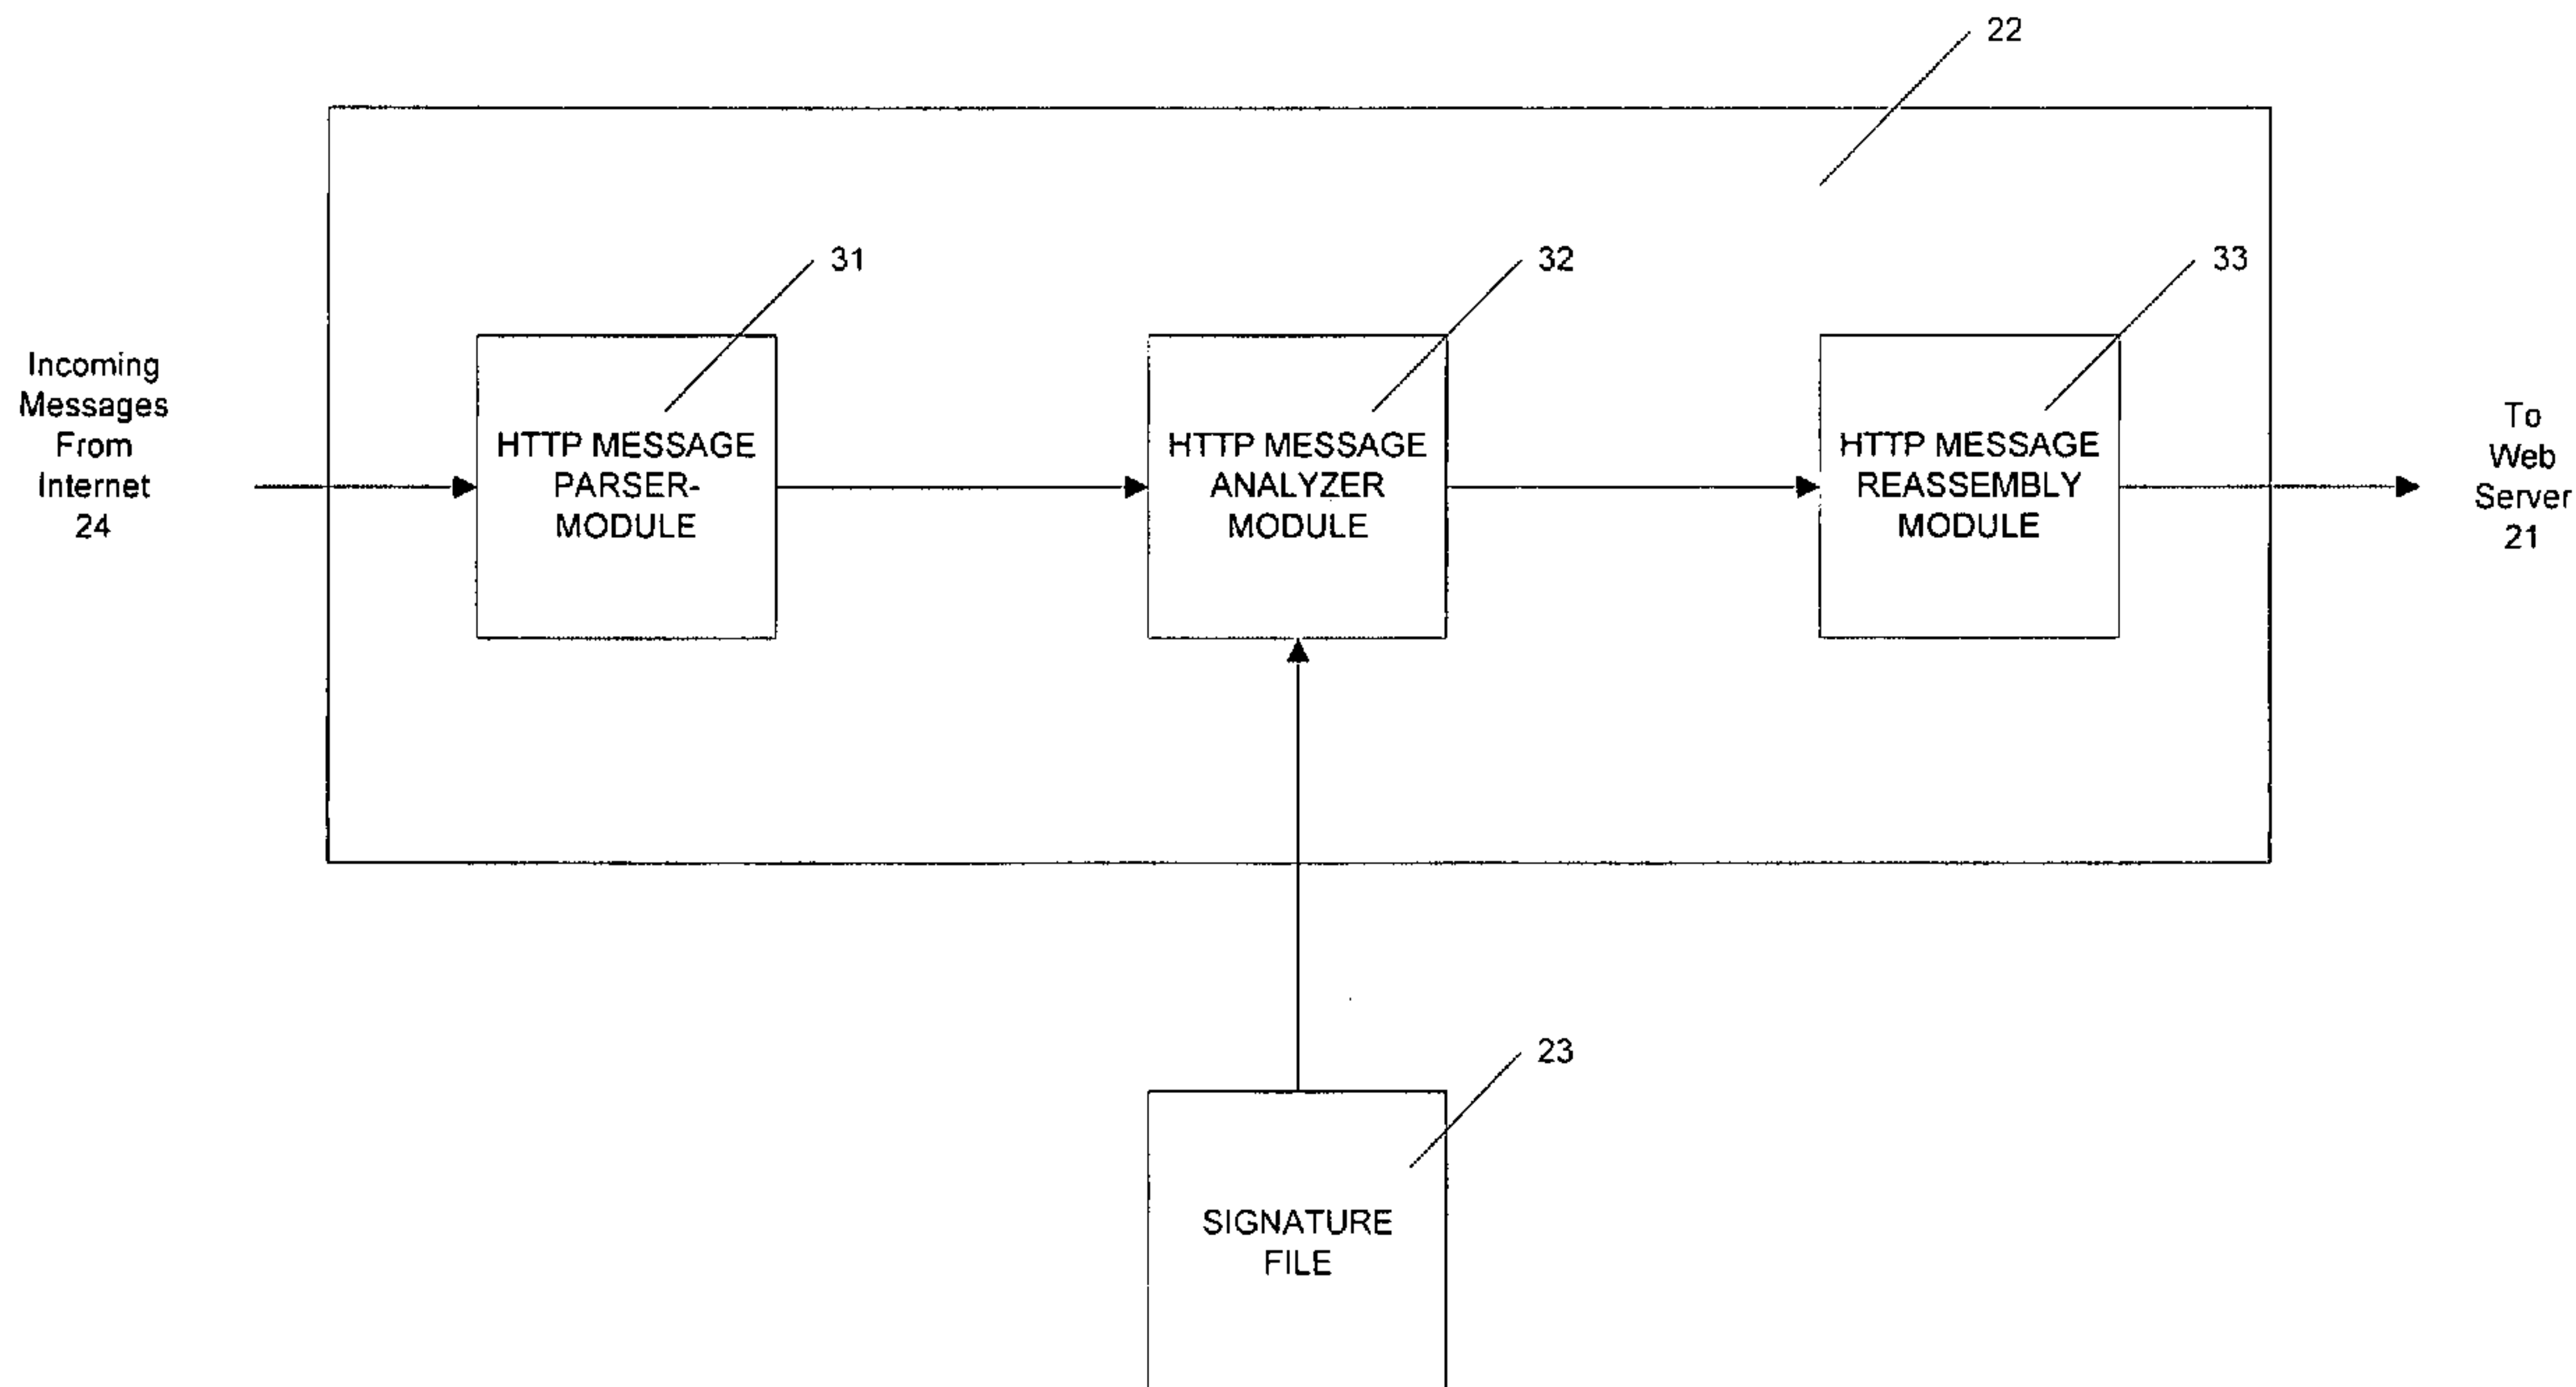 22
31
32
33
Incoming
Messages
From
Internet
24
HTTP MESSAGE
PARSER-
MODULE
HTTP MESSAGE
ANALYZER
MODULE
HTTP MESSAGE
REASSEMBLY
MODULE
To
Web
Server
21
23
SIGNATURE
FILE